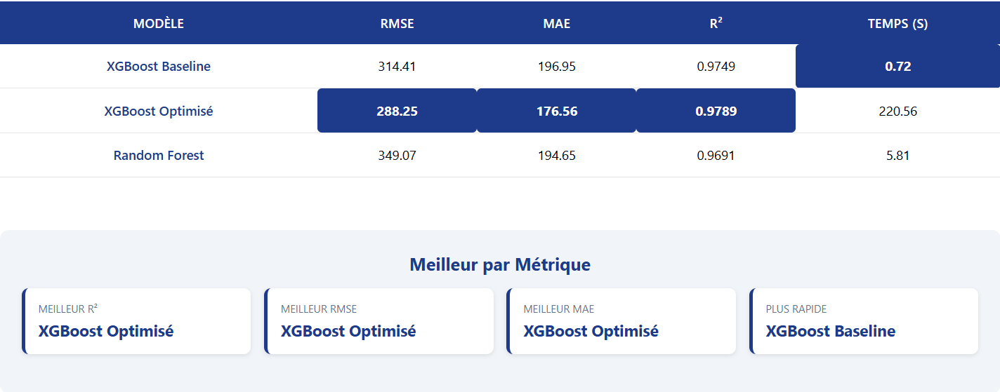 MODÈLE RMSE MAE R² TEMPS (S)
XGBoost Baseline 314.41 196.95 0.9749 0.72
XGBoost Optimisé 288.25 176.56 0.9789 220.56
Random Forest 349.07 194.65 0.9691 5.81
Meilleur par Métrique
MEILLEUR R²
XGBoost Optimisé
MEILLEUR RMSE
XGBoost Optimisé
MEILLEUR MAE
XGBoost Optimisé
PLUS RAPIDE
XGBoost Baseline